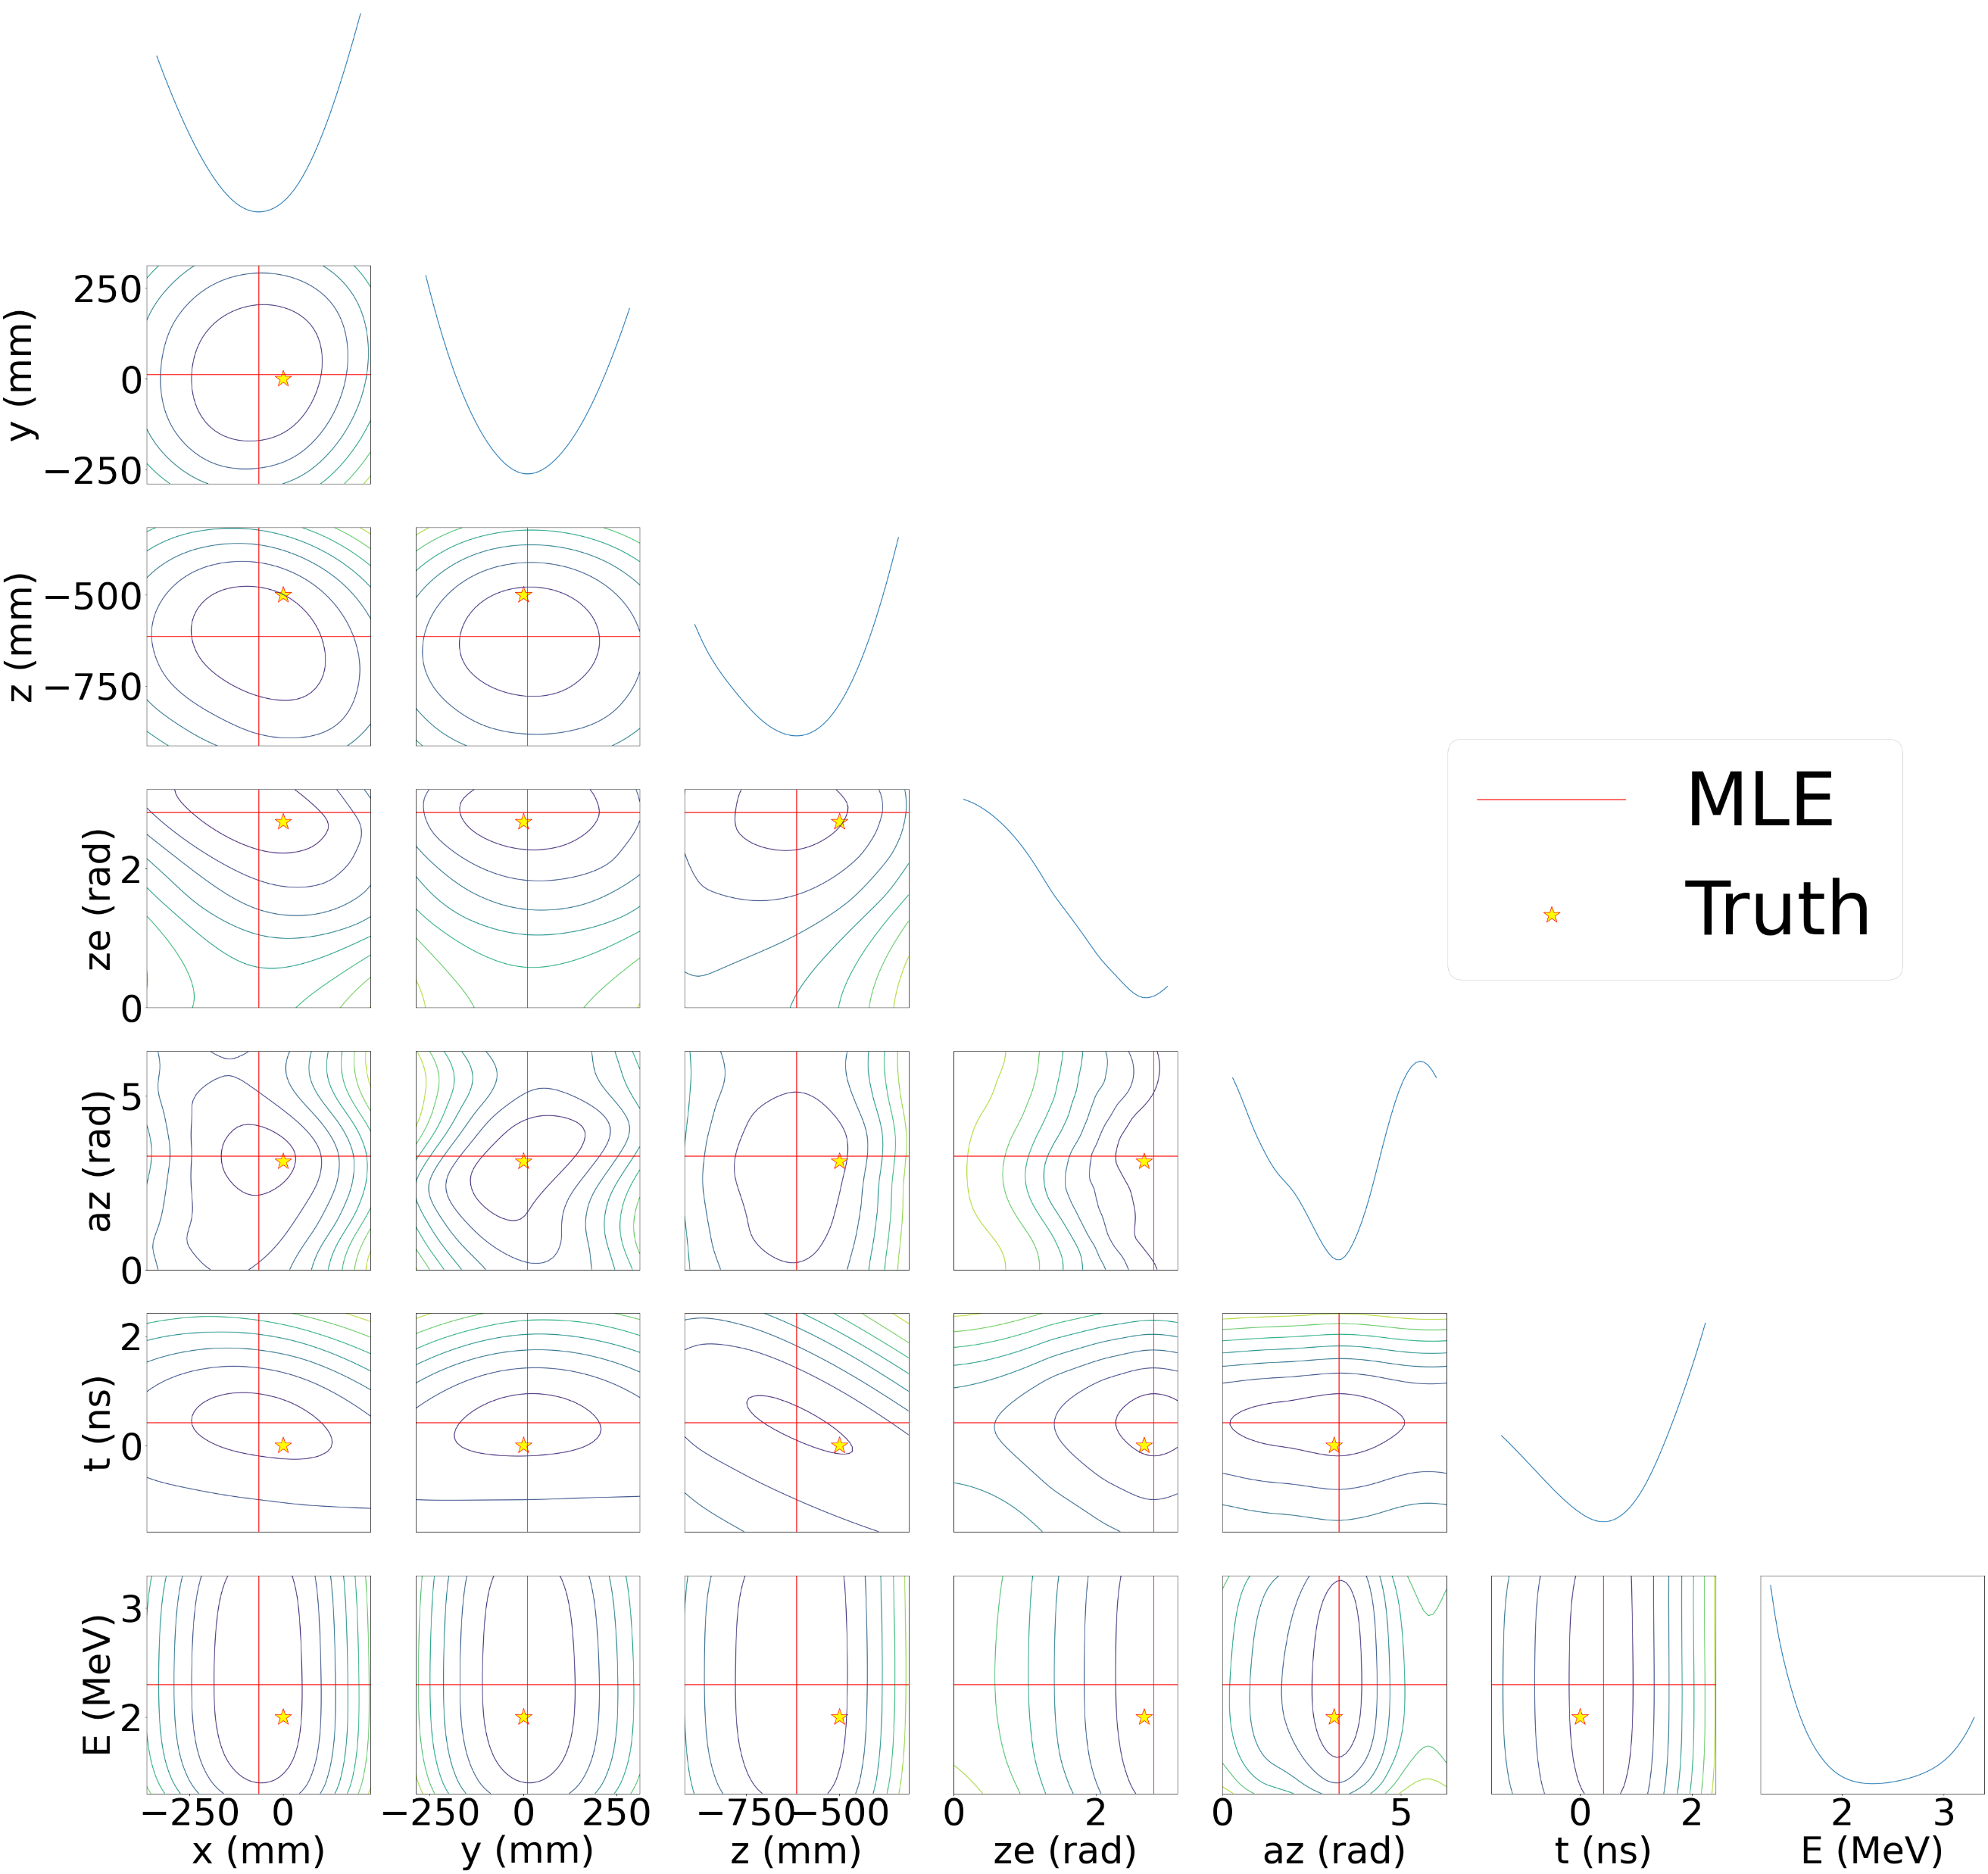 250
0
−250
y (mm)
−500
−750
z (mm)
MLE
Truth
2
0
ze (rad)
5
0
az (rad)
2
0
t (ns)
3
2
E (MeV)
−250 0 −250 0 250 −750 −500 0 2 0 5 0 2 2 3
x (mm) y (mm) z (mm) ze (rad) az (rad) t (ns) E (MeV)